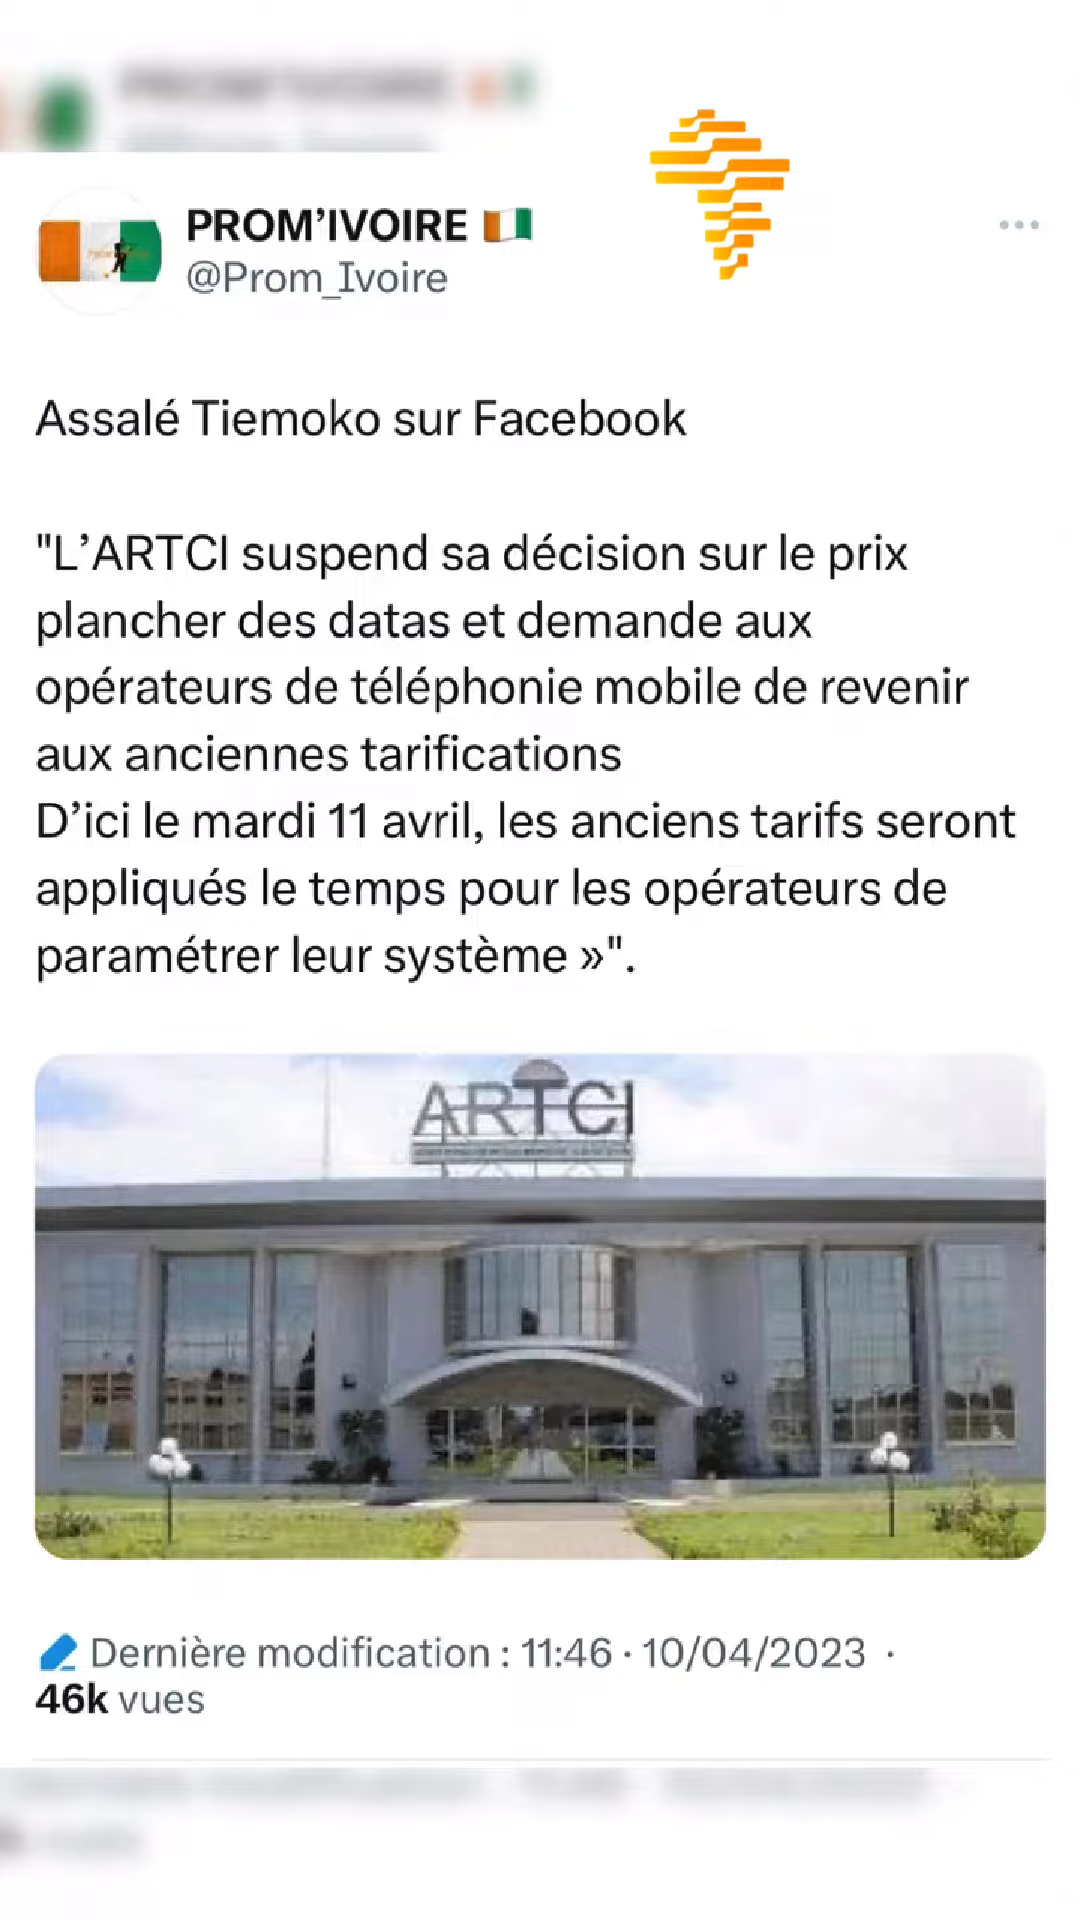 PROM’IVOIRE 🇨🇮
@Prom_Ivoire
Assalé Tiemoko sur Facebook
"L’ARTCI suspend sa décision sur le prix
plancher des datas et demande aux
opérateurs de téléphonie mobile de revenir
aux anciennes tarifications
D’ici le mardi 11 avril, les anciens tarifs seront
appliqués le temps pour les opérateurs de
paramétrer leur système »".
ARTCI
Dernière modification : 11:46 · 10/04/2023 ·
46k vues